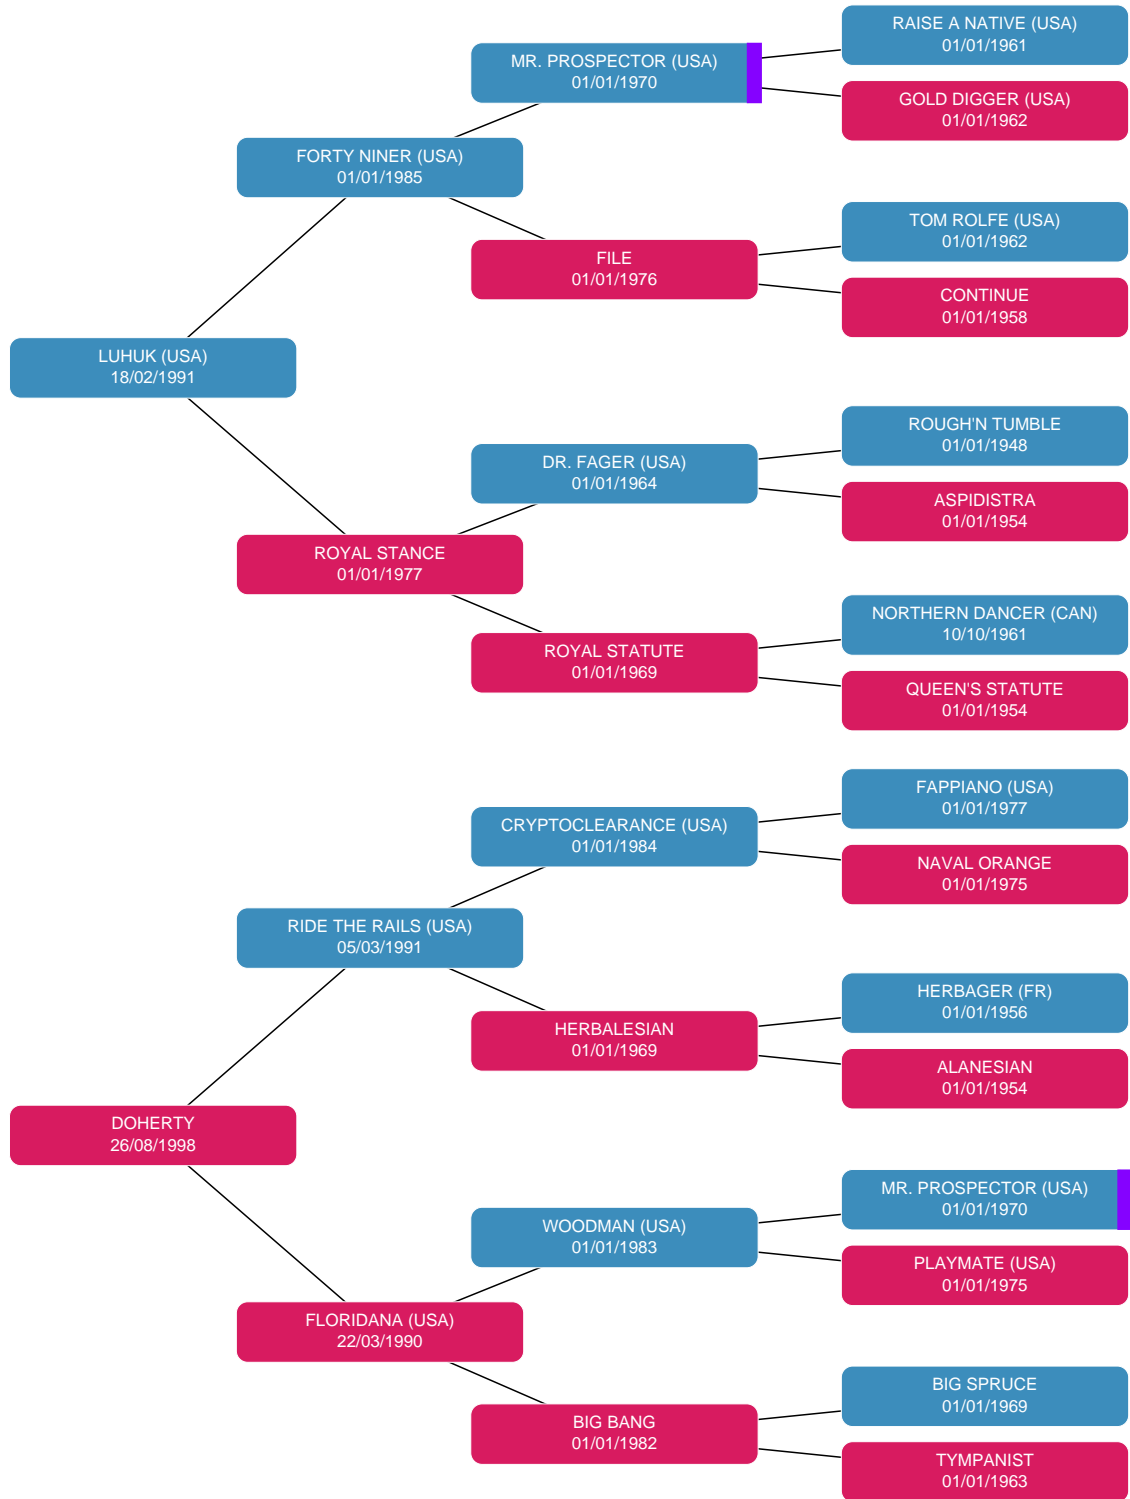 RAISE A NATIVE (USA)
01/01/1961
MR. PROSPECTOR (USA)
01/01/1970
GOLD DIGGER (USA)
01/01/1962
FORTY NINER (USA)
01/01/1985
TOM ROLFE (USA)
01/01/1962
FILE
01/01/1976
CONTINUE
01/01/1958
LUHUK (USA)
18/02/1991
ROUGH'N TUMBLE
01/01/1948
DR. FAGER (USA)
01/01/1964
ASPIDISTRA
01/01/1954
ROYAL STANCE
01/01/1977
NORTHERN DANCER (CAN)
10/10/1961
ROYAL STATUTE
01/01/1969
QUEEN'S STATUTE
01/01/1954
FAPPIANO (USA)
01/01/1977
CRYPTOCLEARANCE (USA)
01/01/1984
NAVAL ORANGE
01/01/1975
RIDE THE RAILS (USA)
05/03/1991
HERBAGER (FR)
01/01/1956
HERBALESIAN
01/01/1969
ALANESIAN
01/01/1954
DOHERTY
26/08/1998
MR. PROSPECTOR (USA)
01/01/1970
WOODMAN (USA)
01/01/1983
PLAYMATE (USA)
01/01/1975
FLORIDANA (USA)
22/03/1990
BIG SPRUCE
01/01/1969
BIG BANG
01/01/1982
TYMPANIST
01/01/1963